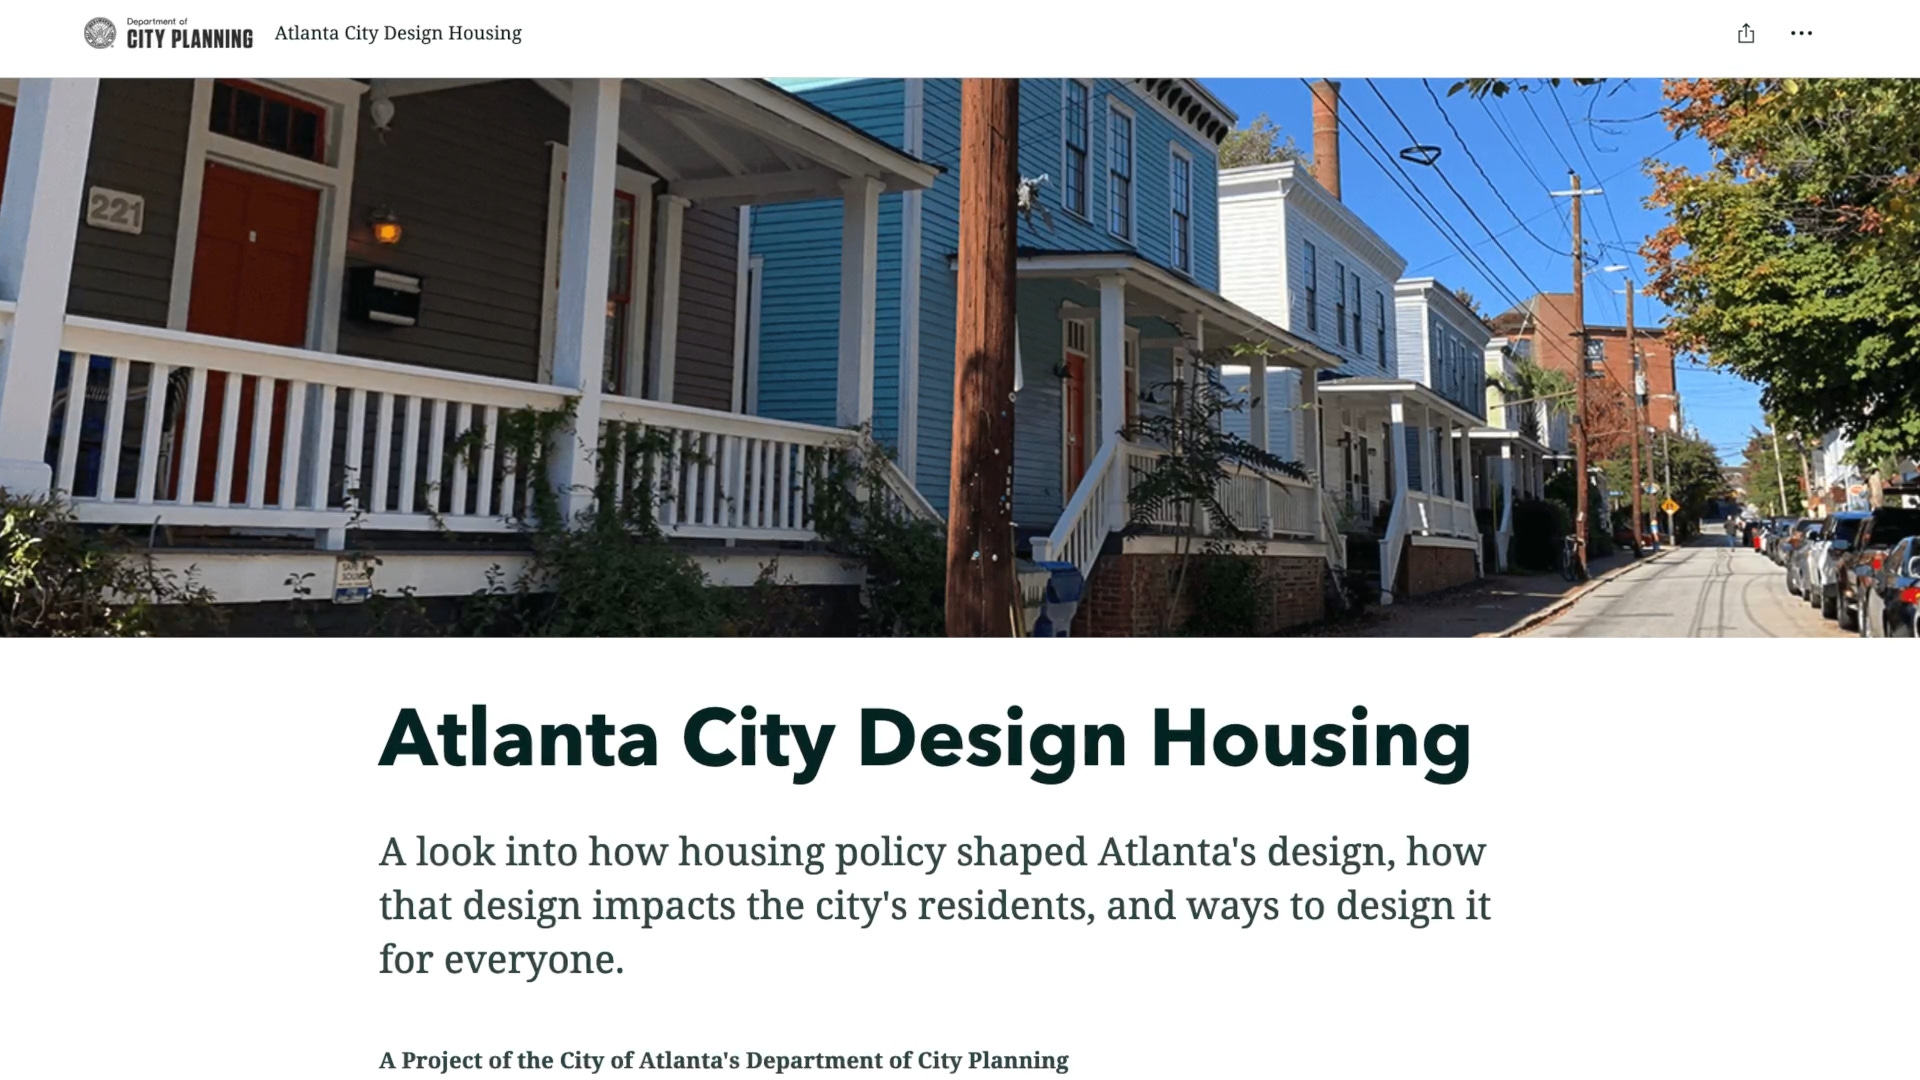 Department of
CITY PLANNING
Atlanta City Design Housing
221
Atlanta City Design Housing
A look into how housing policy shaped Atlanta's design, how
that design impacts the city's residents, and ways to design it
for everyone.
A Project of the City of Atlanta's Department of City Planning